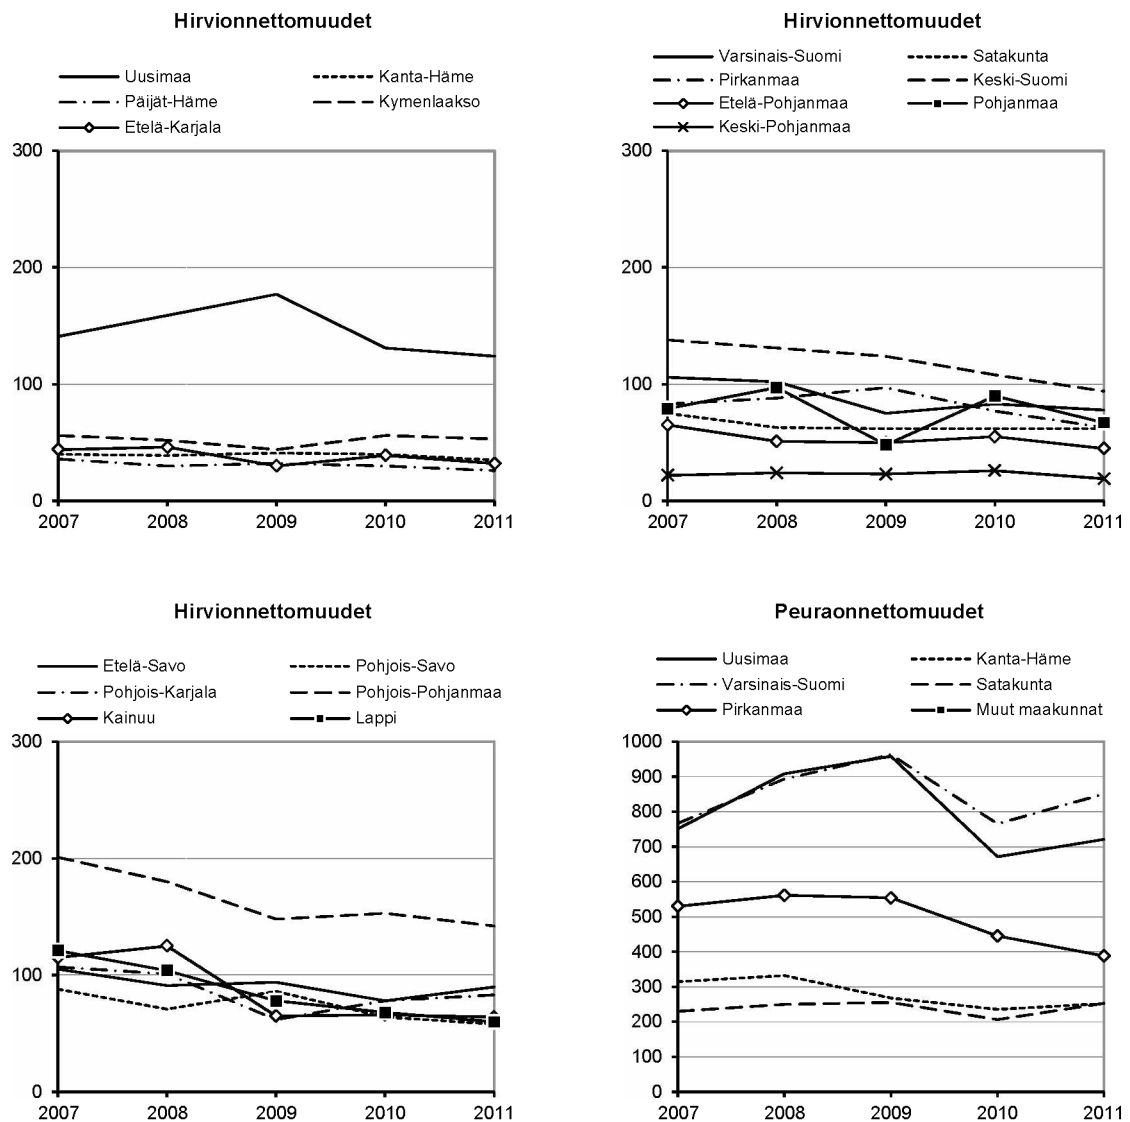 Hirvionnettomuudet
Uusimaa Kanta-Häme
Päijät-Häme Kymenlaakso
Etelä-Karjala
300
200
100
0
2007 2008 2009 2010 2011
Hirvionnettomuudet
Varsinais-Suomi Satakunta
Pirkanmaa Keski-Suomi
Etelä-Pohjanmaa Pohjanmaa
Keski-Pohjanmaa
300
200
100
0
2007 2008 2009 2010 2011
Hirvionnettomuudet
Etelä-Savo Pohjois-Savo
Pohjois-Karjala Pohjois-Pohjanmaa
Kainuu Lappi
300
200
100
0
2007 2008 2009 2010 2011
Peuraonnettomuudet
Uusimaa Kanta-Häme
Varsinais-Suomi Satakunta
Pirkanmaa Muut maakunnat
1000
900
800
700
600
500
400
300
200
100
0
2007 2008 2009 2010 2011